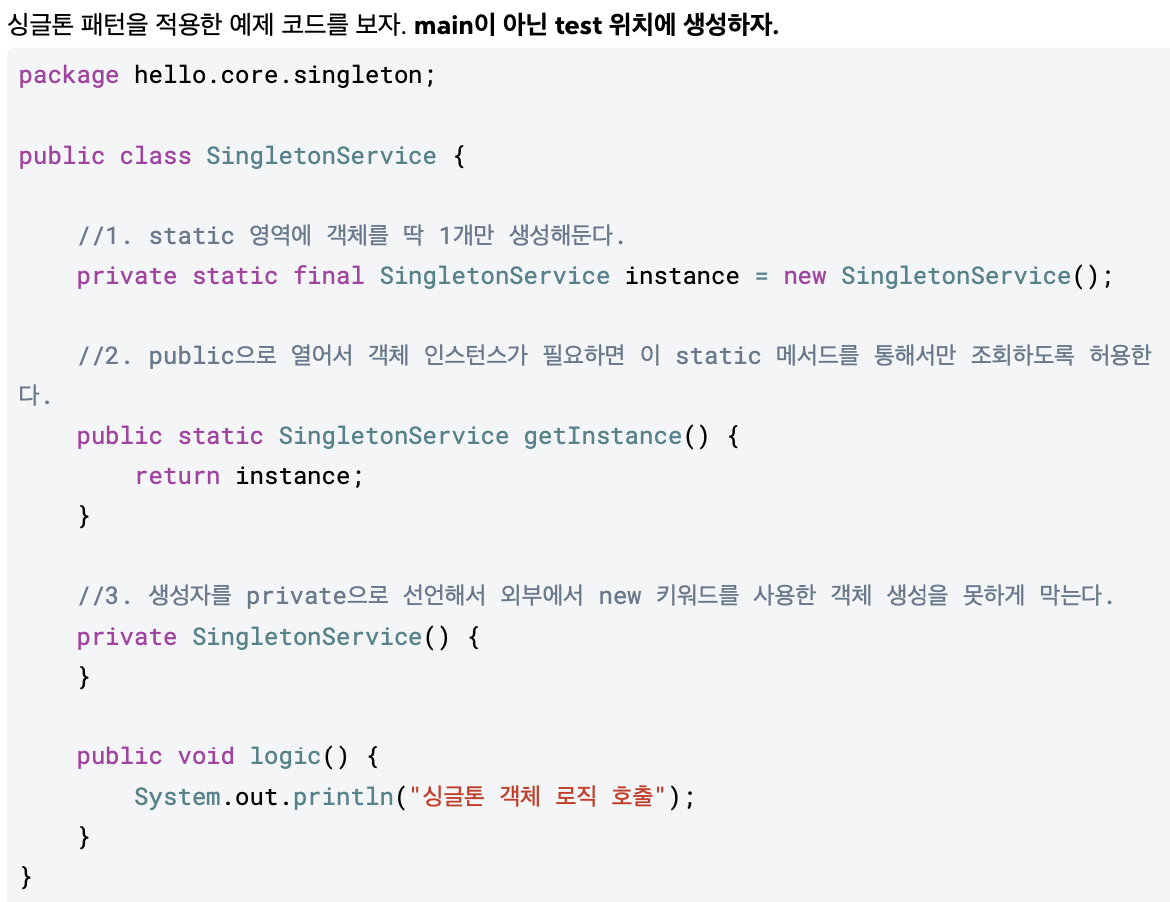 싱글톤 패턴을 적용한 예제 코드를 보자. main이 아닌 test 위치에 생성하자.
package hello.core.singleton;
public class SingletonService {
//1. static 영역에 객체를 딱 1개만 생성해둔다.
private static final SingletonService instance = new SingletonService();
//2. public으로 열어서 객체 인스턴스가 필요하면 이 static 메서드를 통해서만 조회하도록 허용한
다.
public static SingletonService getInstance() {
return instance;
}
//3. 생성자를 private으로 선언해서 외부에서 new 키워드를 사용한 객체 생성을 못하게 막는다.
private SingletonService() {
}
public void logic() {
System.out.println("싱글톤 객체 로직 호출");
}
}